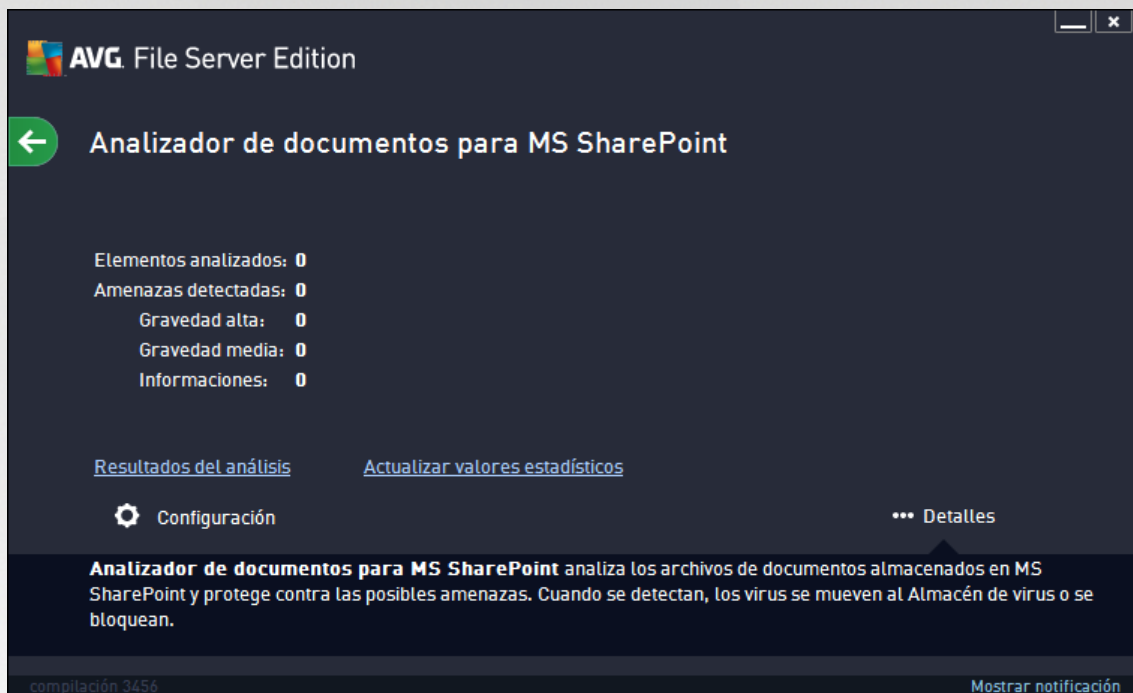 AVG. File Server Edition
Analizador de documentos para MS SharePoint
Elementos analizados: 0
Amenazas detectadas: 0
Gravedad alta: 0
Gravedad media: 0
Informaciones: 0
Resultados del análisis Actualizar valores estadísticos
Configuración ••• Detalles
Analizador de documentos para MS SharePoint analiza los archivos de documentos almacenados en MS
SharePoint y protege contra las posibles amenazas. Cuando se detectan, los virus se mueven al Almacén de virus o se
bloquean.
compilación 3456 Mostrar notificación